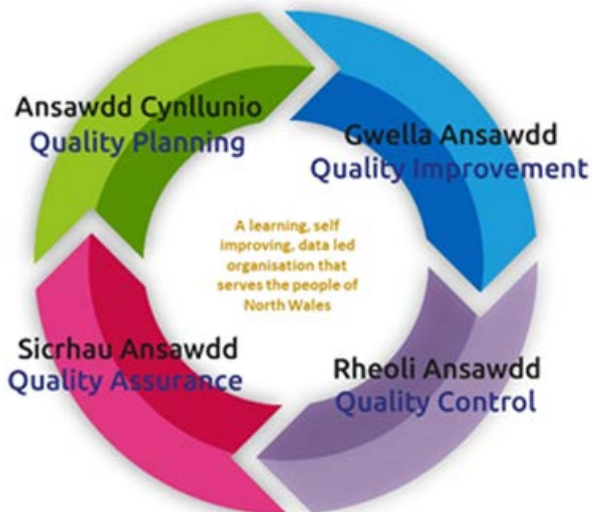 Ansawdd Cynllunio
Quality Planning
Gwella Ansawdd
Quality Improvement
A learning, self
improving, data led
organisation that
serves the people of
North Wales
Sicrhau Ansawdd
Quality Assurance
Rheoli Ansawdd
Quality Control